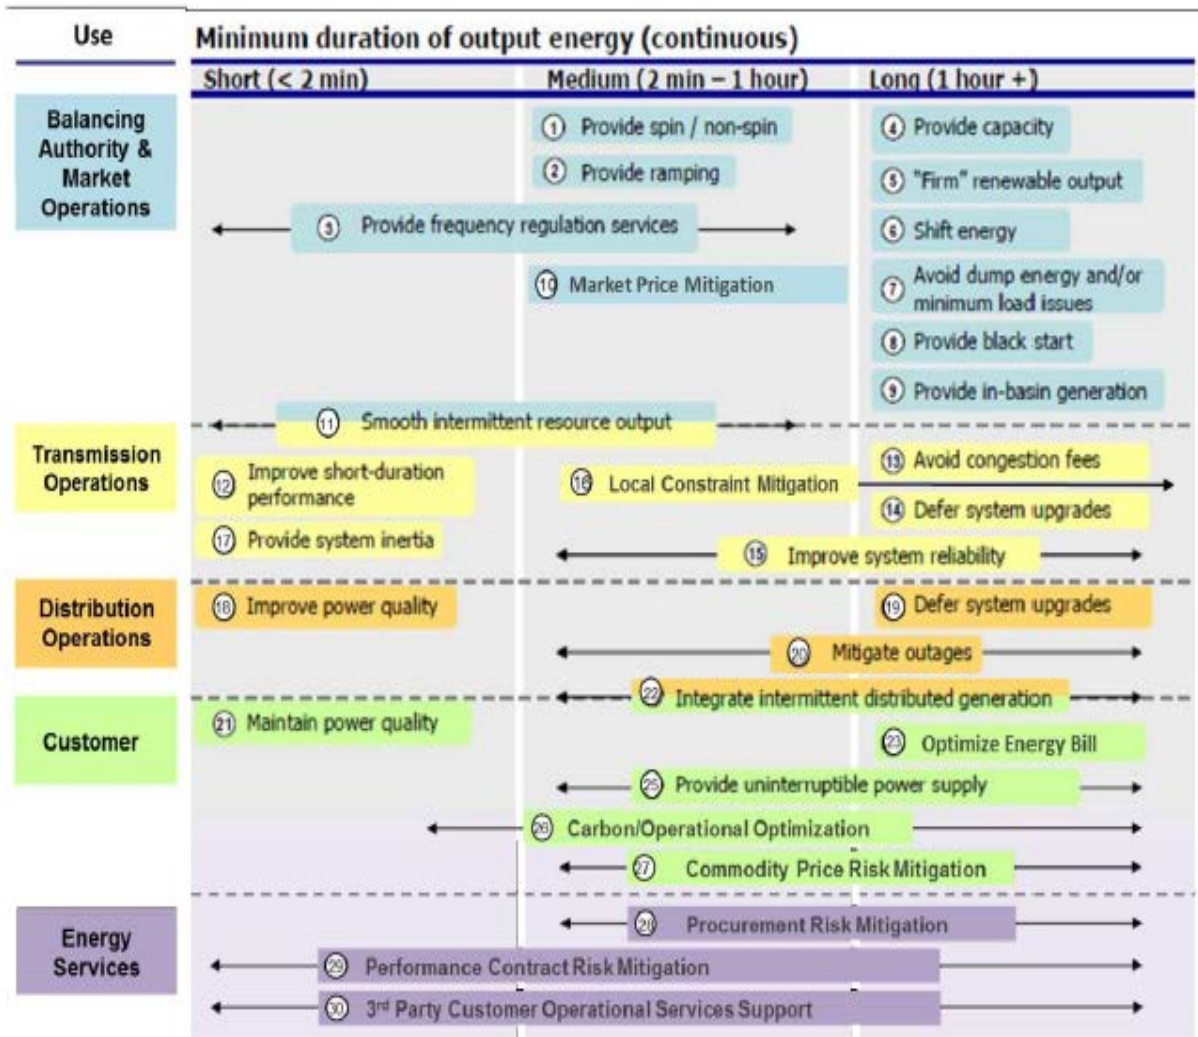 Use
Minimum duration of output energy (continuous)
Short (< 2 min)
Medium (2 min – 1 hour)
Long (1 hour +)
Balancing
Authority &
Market
Operations
1 Provide spin / non-spin
2 Provide ramping
3 Provide frequency regulation services
10 Market Price Mitigation
4 Provide capacity
5 "Firm" renewable output
6 Shift energy
7 Avoid dump energy and/or
minimum load issues
8 Provide black start
9 Provide in-basin generation
11 Smooth intermittent resource output
Transmission
Operations
12 Improve short-duration
performance
17 Provide system inertia
16 Local Constraint Mitigation
13 Avoid congestion fees
14 Defer system upgrades
15 Improve system reliability
Distribution
Operations
18 Improve power quality
19 Defer system upgrades
20 Mitigate outages
22 Integrate intermittent distributed generation
Customer
21 Maintain power quality
23 Optimize Energy Bill
25 Provide uninterruptible power supply
26 Carbon/Operational Optimization
27 Commodity Price Risk Mitigation
Energy
Services
28 Procurement Risk Mitigation
29 Performance Contract Risk Mitigation
30 3rd Party Customer Operational Services Support